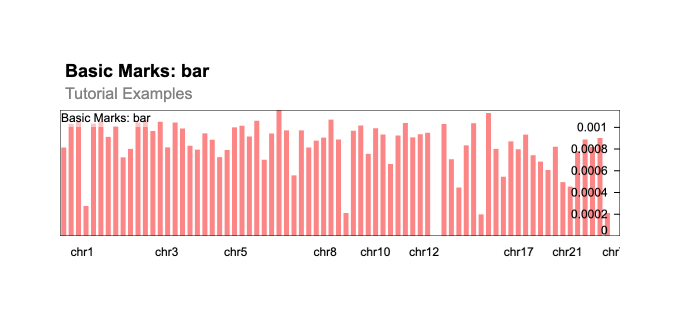 Basic Marks: bar
Tutorial Examples
Basic Marks: bar
0.001
0.0008
0.0006
0.0004
0.0002
0
chr1 chr3 chr5 chr8 chr10 chr12 chr17 chr21